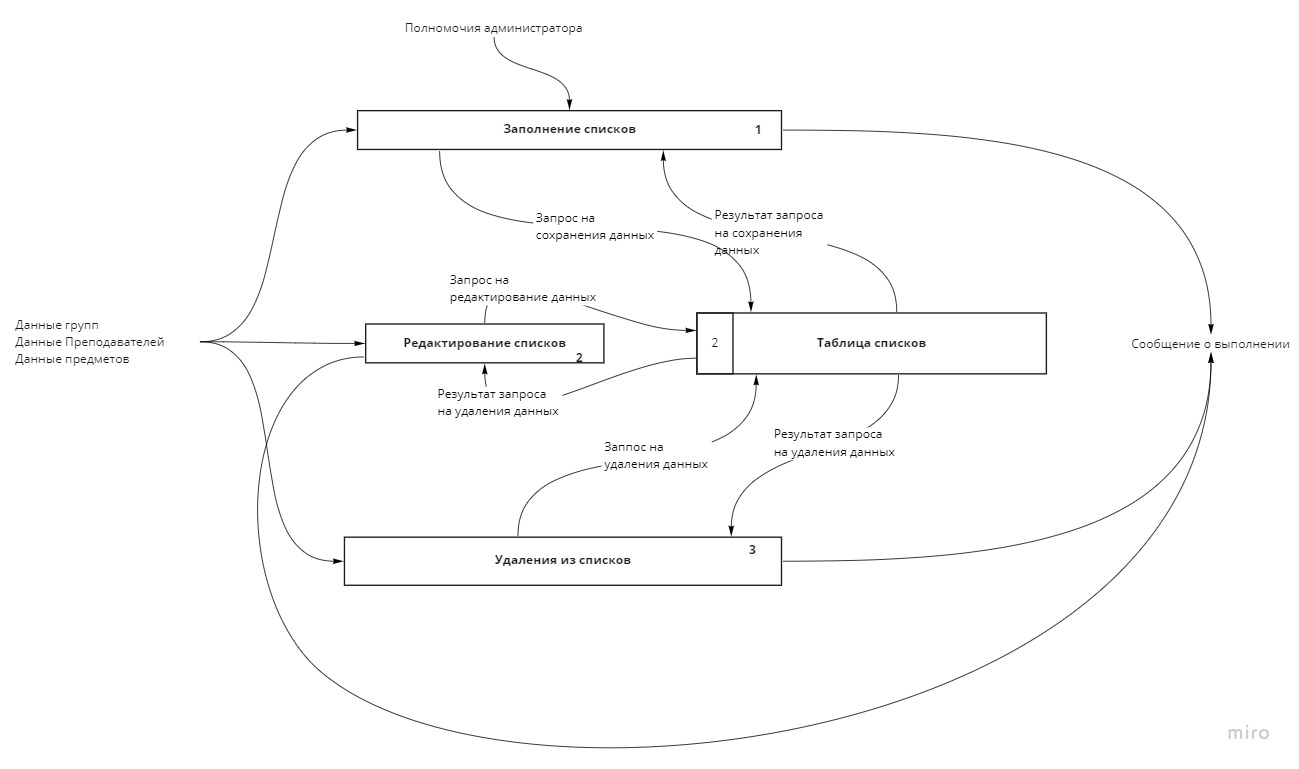 Полномочия администратора
Заполнение списков
1
Запрос на
сохранения данных
Результат запроса
на сохранения
данных
Запрос на
редактирование данных
Данные групп
Данные Преподавателей
Данные предметов
Редактирование списков
2
2
Таблица списков
Сообщение о выполнении
Результат запроса
на удаления данных
Заппос на
удаления данных
Результат запроса
на удаления данных
3
Удаления из списков
miro